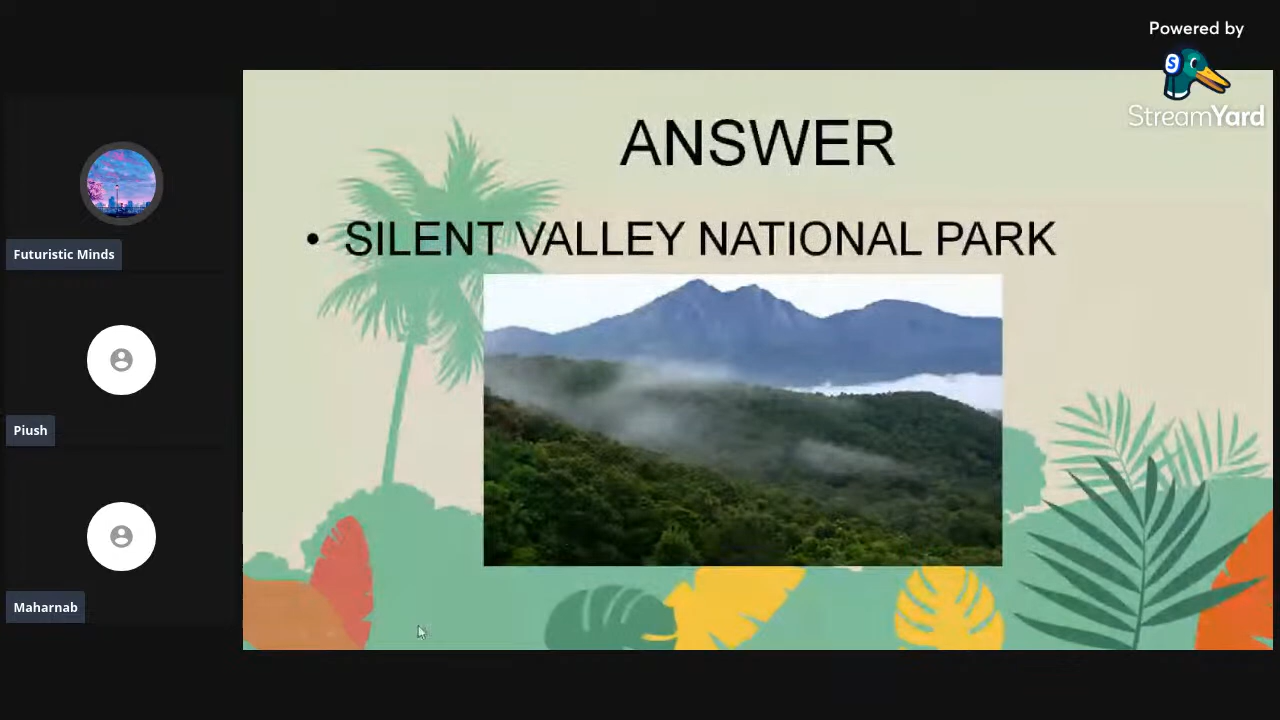 Powered by
S
StreamYard
ANSWER
• SILENT VALLEY NATIONAL PARK
Futuristic Minds
Piush
Maharnab